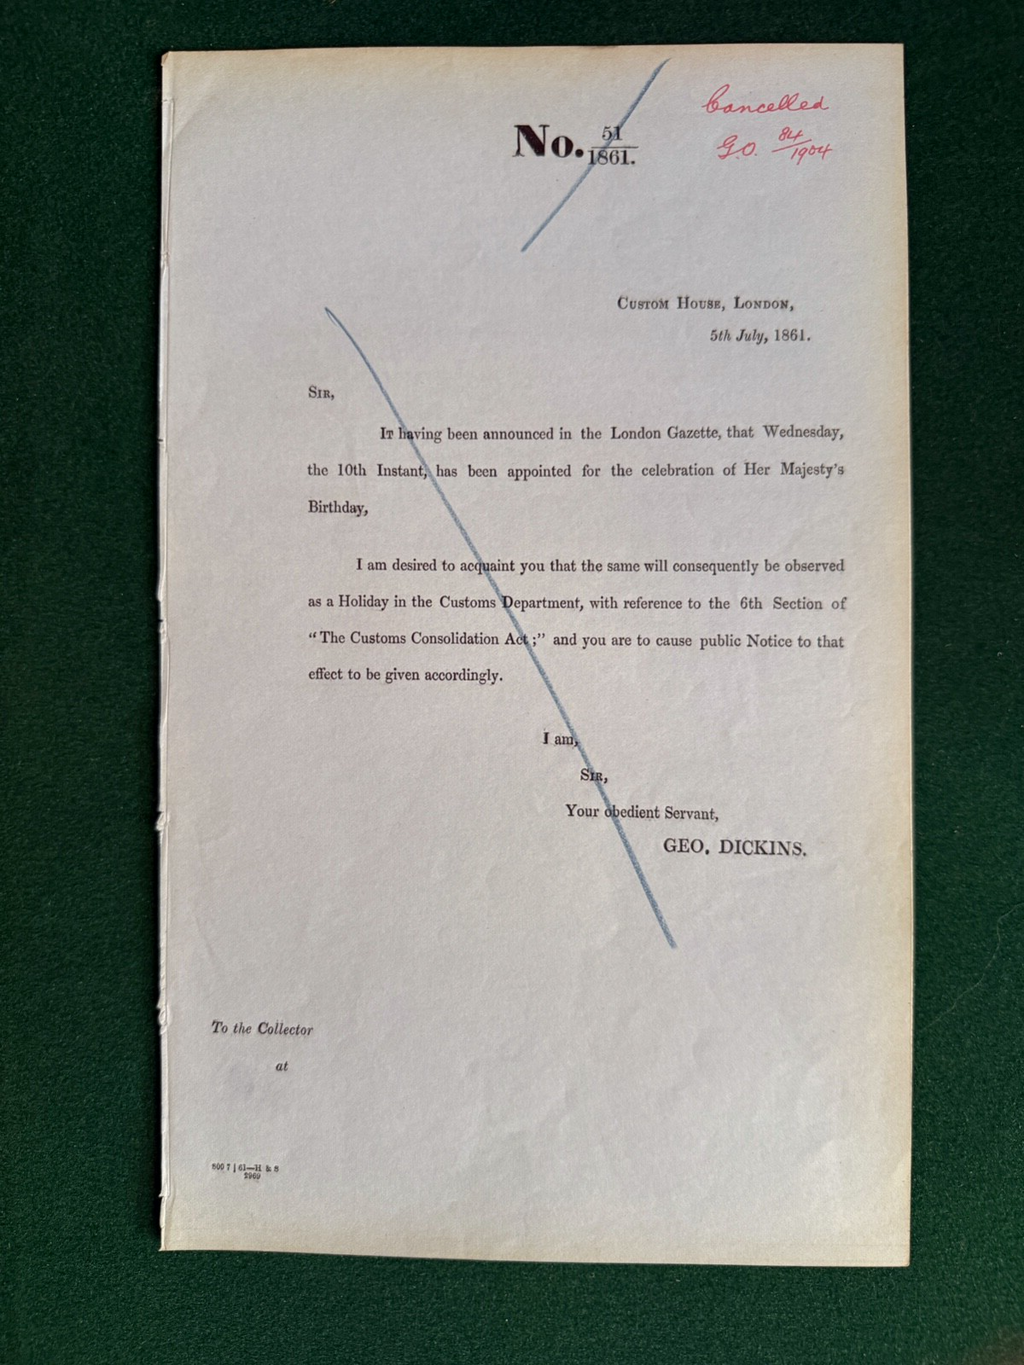 Cancelled
G.O. 84/1904
No. 51/1861.
Custom House, London,
5th July, 1861.
Sir,
It having been announced in the London Gazette, that Wednesday,
the 10th Instant, has been appointed for the celebration of Her Majesty's
Birthday,
I am desired to acquaint you that the same will consequently be observed
as a Holiday in the Customs Department, with reference to the 6th Section of
“The Customs Consolidation Act;” and you are to cause public Notice to that
effect to be given accordingly.
I am,
Sir,
Your obedient Servant,
GEO. DICKINS.
To the Collector
at
600 7 | 61—H & S
2969